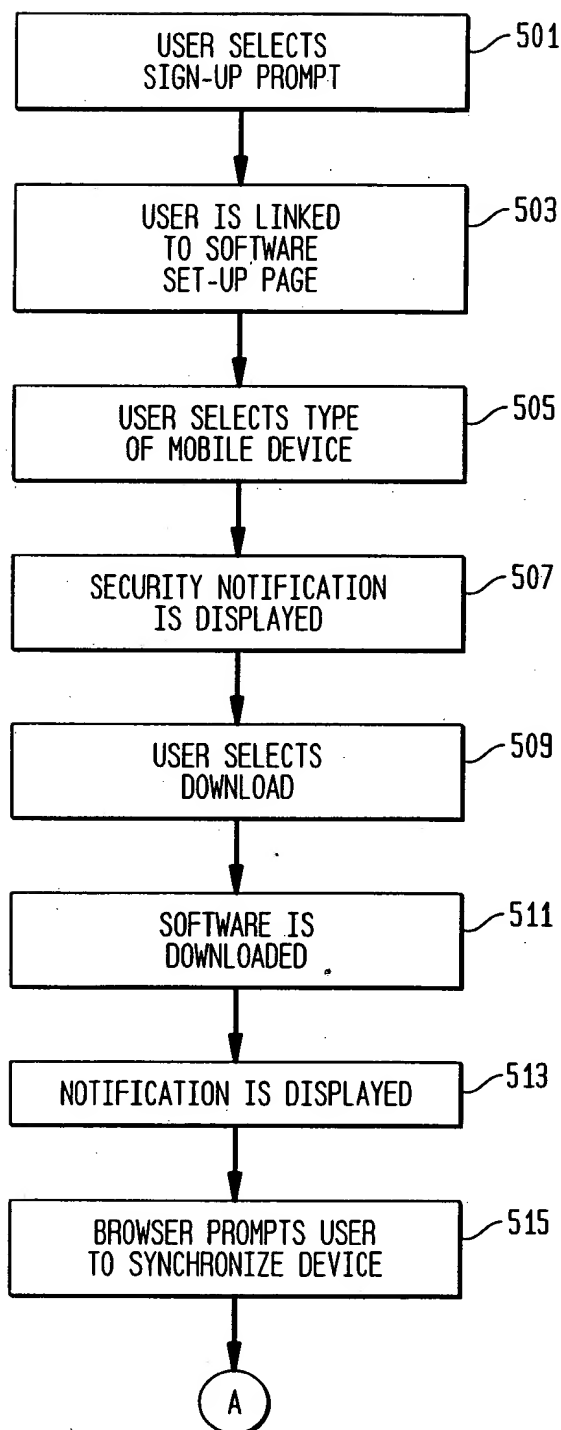 USER SELECTS
SIGN-UP PROMPT
501
USER IS LINKED
TO SOFTWARE
SET-UP PAGE
503
USER SELECTS TYPE
OF MOBILE DEVICE
505
SECURITY NOTIFICATION
IS DISPLAYED
507
USER SELECTS
DOWNLOAD
509
SOFTWARE IS
DOWNLOADED
511
NOTIFICATION IS DISPLAYED
513
BROWSER PROMPTS USER
TO SYNCHRONIZE DEVICE
515
A